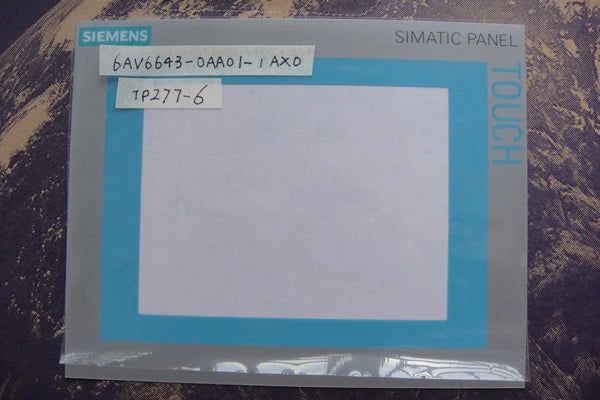 SIEMENS
SIMATIC PANEL
6AV6643-0AA01-1AX0
TP277-6
TOUCH